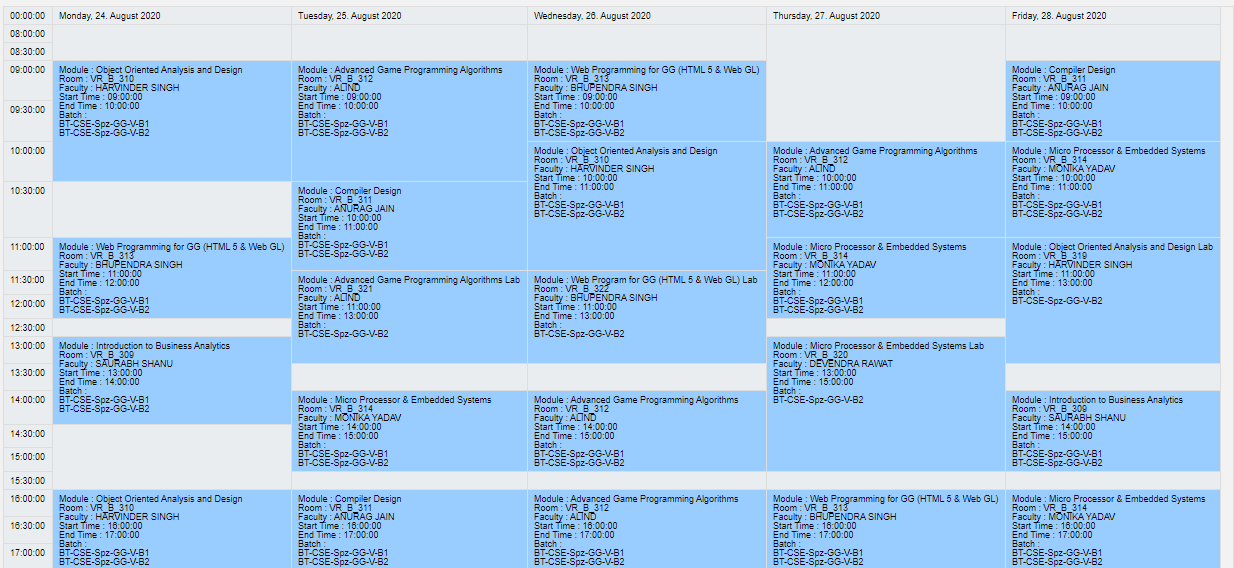 00:00:00 Monday, 24. August 2020 Tuesday, 25. August 2020 Wednesday, 26. August 2020 Thursday, 27. August 2020 Friday, 28. August 2020
08:00:00
08:30:00
09:00:00
09:30:00
10:00:00
10:30:00
11:00:00
11:30:00
12:00:00
12:30:00
13:00:00
13:30:00
14:00:00
14:30:00
15:00:00
15:30:00
16:00:00
16:30:00
17:00:00
Module : Object Oriented Analysis and Design
Room : VR_B_310
Faculty : HARVINDER SINGH
Start Time : 09:00:00
End Time : 10:00:00
Batch :
BT-CSE-Spz-GG-V-B1
BT-CSE-Spz-GG-V-B2
Module : Web Programming for GG (HTML 5 & Web GL)
Room : VR_B_313
Faculty : BHUPENDRA SINGH
Start Time : 11:00:00
End Time : 12:00:00
Batch :
BT-CSE-Spz-GG-V-B1
BT-CSE-Spz-GG-V-B2
Module : Introduction to Business Analytics
Room : VR_B_309
Faculty : SAURABH SHANU
Start Time : 13:00:00
End Time : 14:00:00
Batch :
BT-CSE-Spz-GG-V-B1
BT-CSE-Spz-GG-V-B2
Module : Object Oriented Analysis and Design
Room : VR_B_310
Faculty : HARVINDER SINGH
Start Time : 16:00:00
End Time : 17:00:00
Batch :
BT-CSE-Spz-GG-V-B1
BT-CSE-Spz-GG-V-B2
Module : Advanced Game Programming Algorithms
Room : VR_B_312
Faculty : ALIND
Start Time : 09:00:00
End Time : 10:00:00
Batch :
BT-CSE-Spz-GG-V-B1
BT-CSE-Spz-GG-V-B2
Module : Compiler Design
Room : VR_B_311
Faculty : ANURAG JAIN
Start Time : 10:00:00
End Time : 11:00:00
Batch :
BT-CSE-Spz-GG-V-B1
BT-CSE-Spz-GG-V-B2
Module : Advanced Game Programming Algorithms Lab
Room : VR_B_321
Faculty : ALIND
Start Time : 11:00:00
End Time : 13:00:00
Batch :
BT-CSE-Spz-GG-V-B2
Module : Micro Processor & Embedded Systems
Room : VR_B_314
Faculty : MONIKA YADAV
Start Time : 14:00:00
End Time : 15:00:00
Batch :
BT-CSE-Spz-GG-V-B1
BT-CSE-Spz-GG-V-B2
Module : Compiler Design
Room : VR_B_311
Faculty : ANURAG JAIN
Start Time : 16:00:00
End Time : 17:00:00
Batch :
BT-CSE-Spz-GG-V-B1
BT-CSE-Spz-GG-V-B2
Module : Web Programming for GG (HTML 5 & Web GL)
Room : VR_B_313
Faculty : BHUPENDRA SINGH
Start Time : 09:00:00
End Time : 10:00:00
Batch :
BT-CSE-Spz-GG-V-B1
BT-CSE-Spz-GG-V-B2
Module : Object Oriented Analysis and Design
Room : VR_B_310
Faculty : HARVINDER SINGH
Start Time : 10:00:00
End Time : 11:00:00
Batch :
BT-CSE-Spz-GG-V-B1
BT-CSE-Spz-GG-V-B2
Module : Web Program for GG (HTML 5 & Web GL) Lab
Room : VR_B_322
Faculty : BHUPENDRA SINGH
Start Time : 11:00:00
End Time : 13:00:00
Batch :
BT-CSE-Spz-GG-V-B2
Module : Advanced Game Programming Algorithms
Room : VR_B_312
Faculty : ALIND
Start Time : 14:00:00
End Time : 15:00:00
Batch :
BT-CSE-Spz-GG-V-B1
BT-CSE-Spz-GG-V-B2
Module : Advanced Game Programming Algorithms
Room : VR_B_312
Faculty : ALIND
Start Time : 16:00:00
End Time : 17:00:00
Batch :
BT-CSE-Spz-GG-V-B1
BT-CSE-Spz-GG-V-B2
Module : Advanced Game Programming Algorithms
Room : VR_B_312
Faculty : ALIND
Start Time : 10:00:00
End Time : 11:00:00
Batch :
BT-CSE-Spz-GG-V-B1
BT-CSE-Spz-GG-V-B2
Module : Micro Processor & Embedded Systems
Room : VR_B_314
Faculty : MONIKA YADAV
Start Time : 11:00:00
End Time : 12:00:00
Batch :
BT-CSE-Spz-GG-V-B1
BT-CSE-Spz-GG-V-B2
Module : Micro Processor & Embedded Systems Lab
Room : VR_B_320
Faculty : DEVENDRA RAWAT
Start Time : 13:00:00
End Time : 15:00:00
Batch :
BT-CSE-Spz-GG-V-B2
Module : Web Programming for GG (HTML 5 & Web GL)
Room : VR_B_313
Faculty : BHUPENDRA SINGH
Start Time : 16:00:00
End Time : 17:00:00
Batch :
BT-CSE-Spz-GG-V-B1
BT-CSE-Spz-GG-V-B2
Module : Compiler Design
Room : VR_B_311
Faculty : ANURAG JAIN
Start Time : 09:00:00
End Time : 10:00:00
Batch :
BT-CSE-Spz-GG-V-B1
BT-CSE-Spz-GG-V-B2
Module : Micro Processor & Embedded Systems
Room : VR_B_314
Faculty : MONIKA YADAV
Start Time : 10:00:00
End Time : 11:00:00
Batch :
BT-CSE-Spz-GG-V-B1
BT-CSE-Spz-GG-V-B2
Module : Object Oriented Analysis and Design Lab
Room : VR_B_319
Faculty : HARVINDER SINGH
Start Time : 11:00:00
End Time : 13:00:00
Batch :
BT-CSE-Spz-GG-V-B2
Module : Introduction to Business Analytics
Room : VR_B_309
Faculty : SAURABH SHANU
Start Time : 14:00:00
End Time : 15:00:00
Batch :
BT-CSE-Spz-GG-V-B1
BT-CSE-Spz-GG-V-B2
Module : Micro Processor & Embedded Systems
Room : VR_B_314
Faculty : MONIKA YADAV
Start Time : 16:00:00
End Time : 17:00:00
Batch :
BT-CSE-Spz-GG-V-B1
BT-CSE-Spz-GG-V-B2